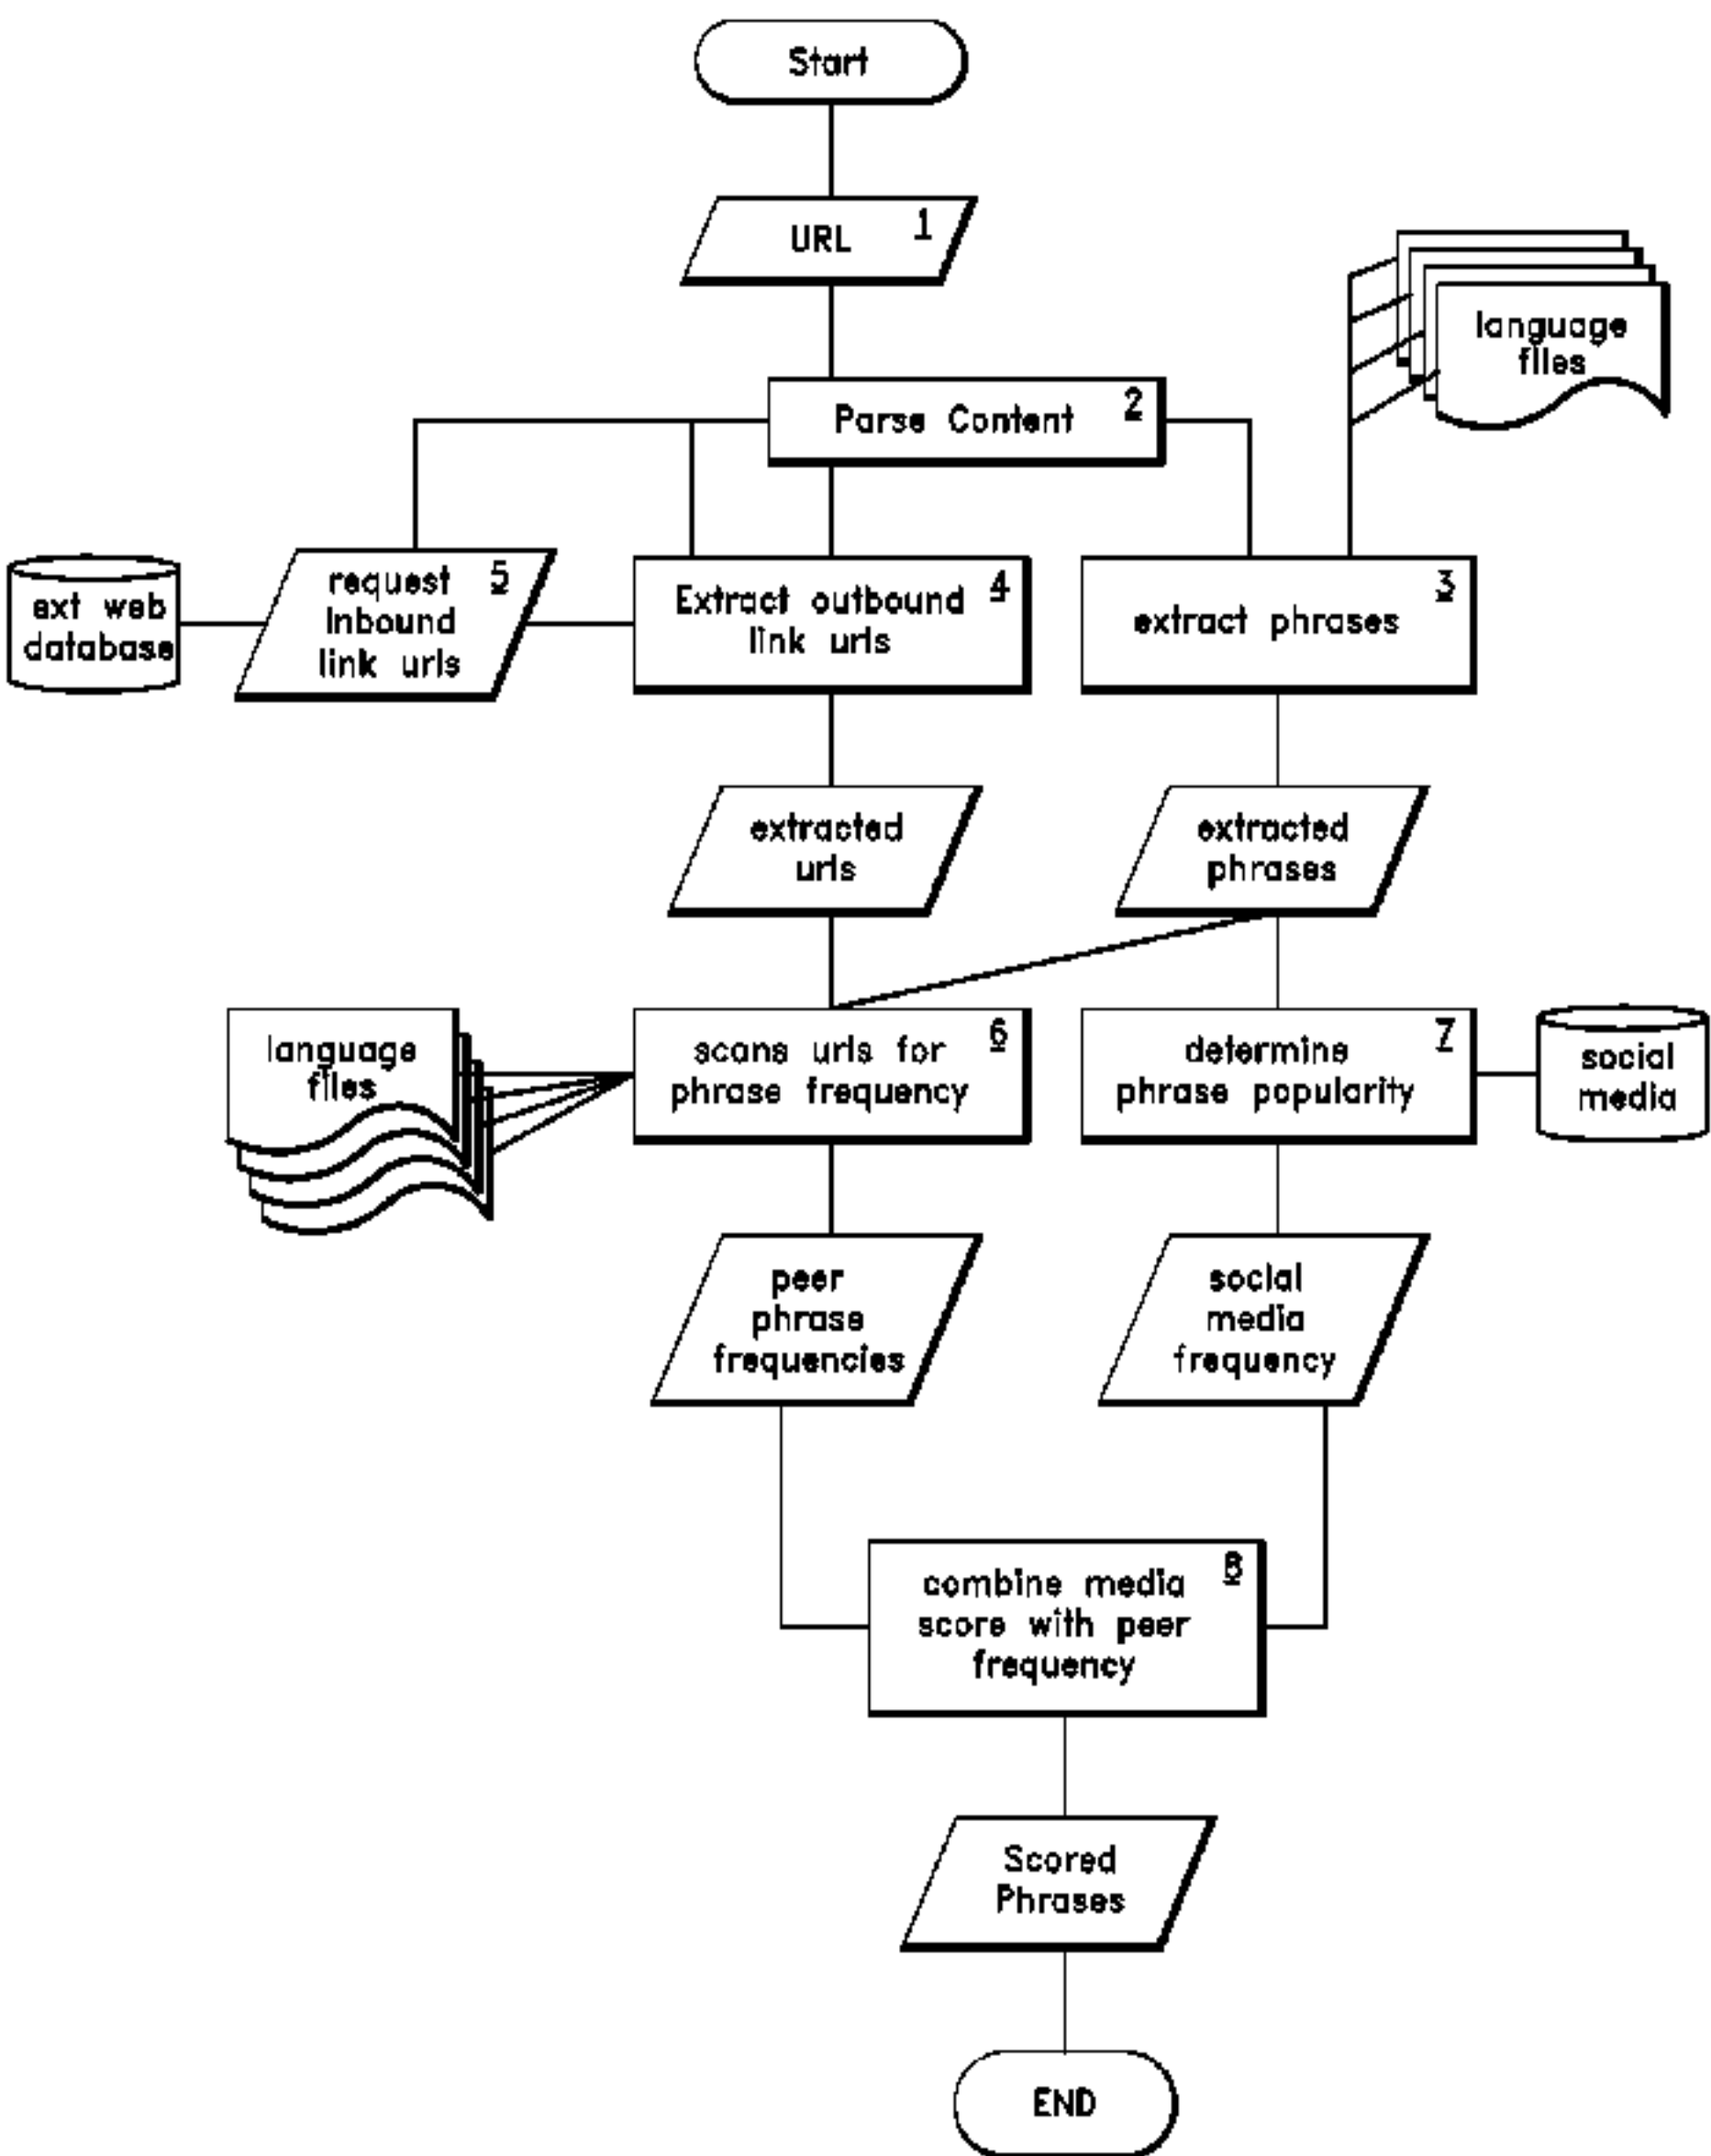 Start
URL 1
language
files
Parse Content 2
ext web
database
request 5
Inbound
link urls
Extract outbound 4
link urls
extract phrases 3
extracted
urls
extracted
phrases
language
files
scans urls for 6
phrase frequency
determine 7
phrase popularity
social
media
peer
phrase
frequencies
social
media
frequency
combine media 8
score with peer
frequency
Scored
Phrases
END